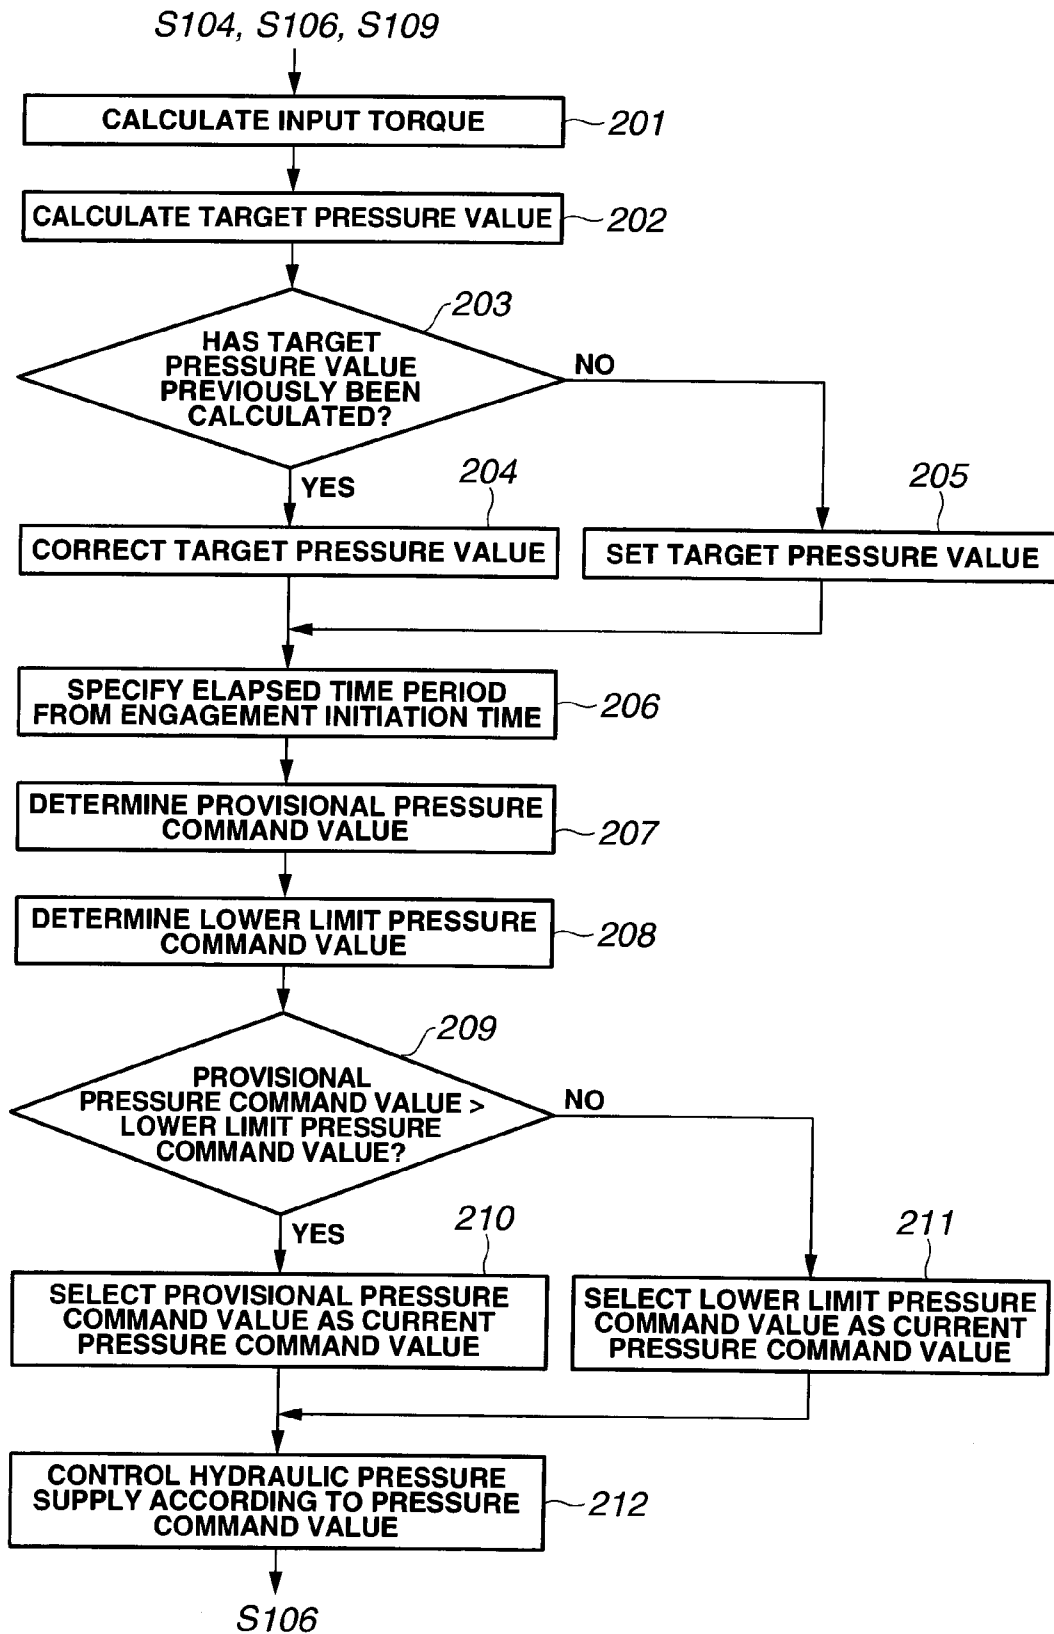 S104, S106, S109
CALCULATE INPUT TORQUE
201
CALCULATE TARGET PRESSURE VALUE
202
203
HAS TARGET
PRESSURE VALUE
PREVIOUSLY BEEN
CALCULATED?
NO
YES
204
205
CORRECT TARGET PRESSURE VALUE
SET TARGET PRESSURE VALUE
SPECIFY ELAPSED TIME PERIOD
FROM ENGAGEMENT INITIATION TIME
206
DETERMINE PROVISIONAL PRESSURE
COMMAND VALUE
207
DETERMINE LOWER LIMIT PRESSURE
COMMAND VALUE
208
209
PROVISIONAL
PRESSURE COMMAND VALUE >
LOWER LIMIT PRESSURE
COMMAND VALUE?
NO
YES
210
211
SELECT PROVISIONAL PRESSURE
COMMAND VALUE AS CURRENT
PRESSURE COMMAND VALUE
SELECT LOWER LIMIT PRESSURE
COMMAND VALUE AS CURRENT
PRESSURE COMMAND VALUE
CONTROL HYDRAULIC PRESSURE
SUPPLY ACCORDING TO PRESSURE
COMMAND VALUE
212
S106